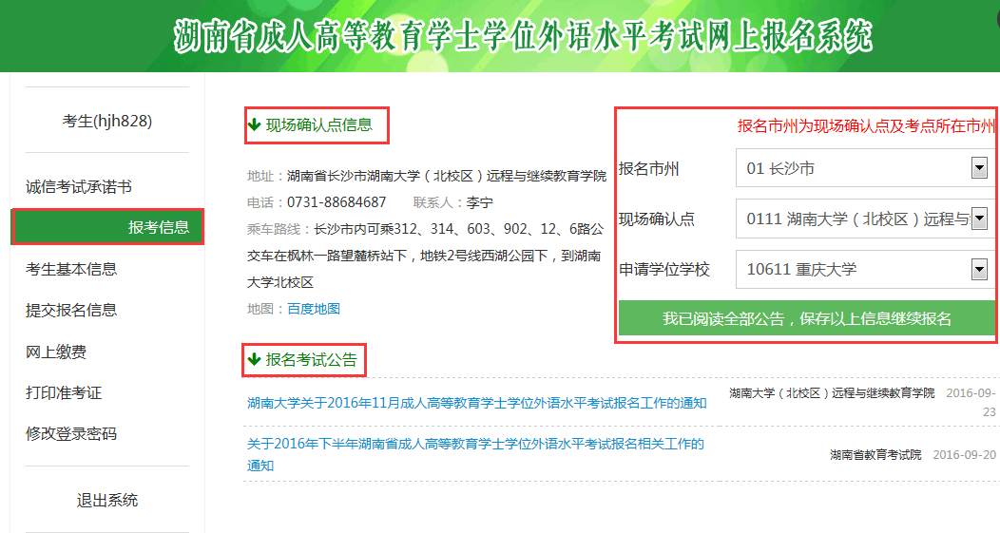 湖南省成人高等教育学士学位外语水平考试网上报名系统
考生(hjh828)
诚信考试承诺书
报考信息
考生基本信息
提交报名信息
网上缴费
打印准考证
修改登录密码
退出系统
现场确认点信息
地址：湖南省长沙市湖南大学（北校区）远程与继续教育学院
电话：0731-88684687 联系人：李宁
乘车路线：长沙市内可乘312、314、603、902、12、6路公
交车在枫林一路望麓桥站下，地铁2号线西湖公园下，到湖南
大学北校区
地图：百度地图
报名市州为现场确认点及考点所在市州
报名市州 01 长沙市
现场确认点 0111 湖南大学（北校区）远程与
申请学位学校 10611 重庆大学
我已阅读全部公告，保存以上信息继续报名
报名考试公告
湖南大学关于2016年11月成人高等教育学士学位外语水平考试报名工作的通知 湖南大学（北校区）远程与继续教育学院 2016-09-
23
关于2016年下半年湖南省成人高等教育学士学位外语水平考试报名相关工作的
通知 湖南省教育考试院 2016-09-20